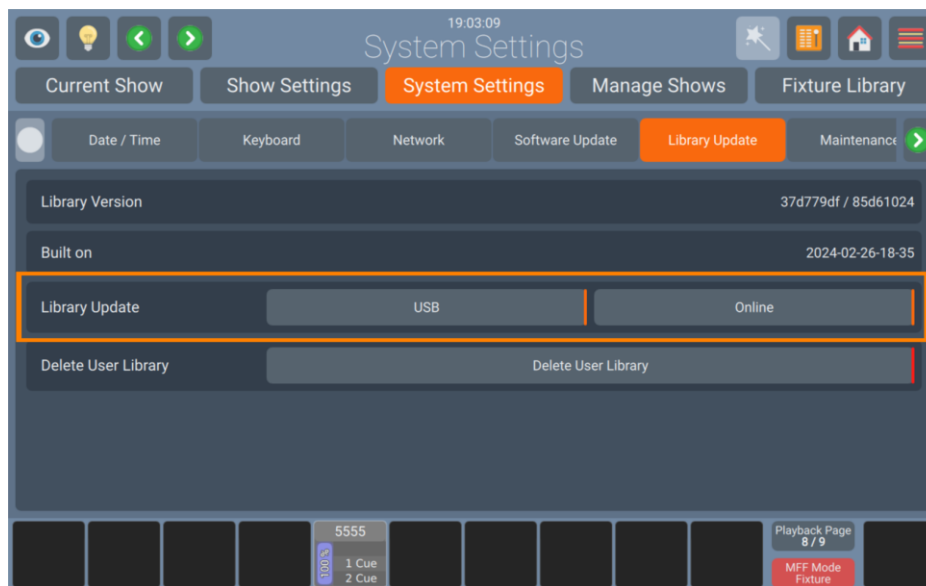 19:03:09
System Settings
Current Show Show Settings System Settings Manage Shows Fixture Library
Date / Time Keyboard Network Software Update Library Update Maintenance
Library Version 37d779df / 85d61024
Built on 2024-02-26-18-35
Library Update USB Online
Delete User Library Delete User Library
5555
100 %
1 Cue
2 Cue
Playback Page
8 / 9
MFF Mode
Fixture